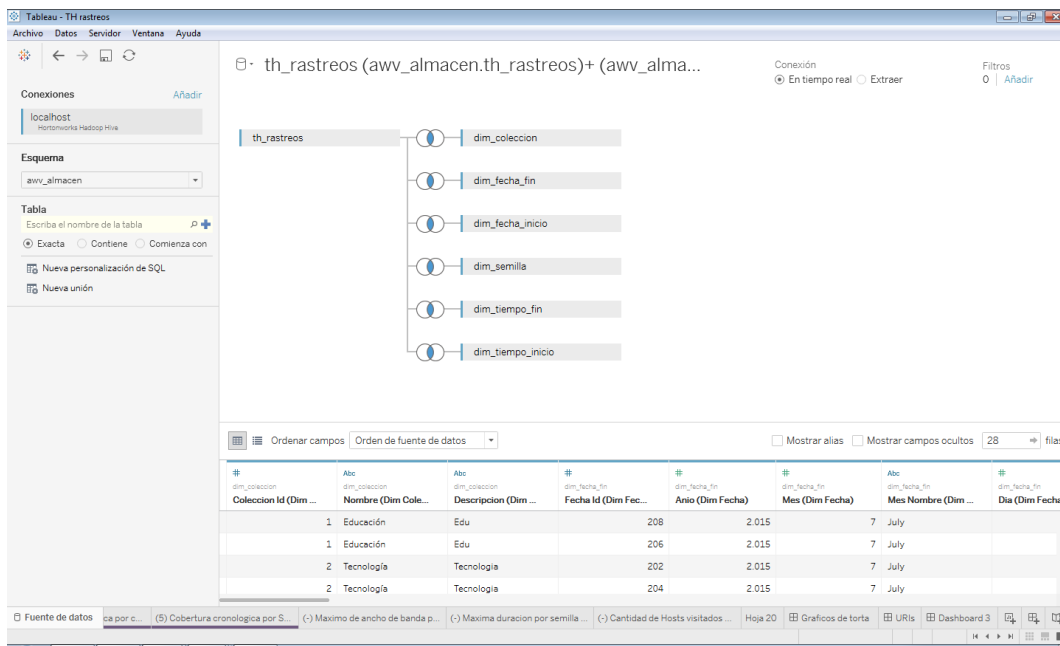 Tableau - TH rastreos
Archivo Datos Servidor Ventana Ayuda
Conexiones Añadir
localhost
Hortonworks Hadoop Hive
Esquema
awv_almacen
Tabla
Escriba el nombre de la tabla
Exacta Contiene Comienza con
Nueva personalización de SQL
Nueva unión
th_rastreos (awv_almacen.th_rastreos)+ (awv_alma...
Conexión
En tiempo real Extraer
Filtros
0 Añadir
th_rastreos
dim_coleccion
dim_fecha_fin
dim_fecha_inicio
dim_semilla
dim_tiempo_fin
dim_tiempo_inicio
Ordenar campos Orden de fuente de datos Mostrar alias Mostrar campos ocultos 28 filas
# Abc Abc # # # Abc #
dim_coleccion dim_coleccion dim_coleccion dim_fecha_fin dim_fecha_fin dim_fecha_fin dim_fecha_fin dim_fecha_fin
Coleccion Id (Dim ... Nombre (Dim Cole... Descripcion (Dim ... Fecha Id (Dim Fec... Anio (Dim Fecha) Mes (Dim Fecha) Mes Nombre (Dim ... Dia (Dim Fecha
1 Educación Edu 208 2.015 7 July
1 Educación Edu 206 2.015 7 July
2 Tecnología Tecnologia 202 2.015 7 July
2 Tecnología Tecnologia 204 2.015 7 July
Fuente de datos ca por c... (5) Cobertura cronologica por S... (-) Maximo de ancho de banda p... (-) Maxima duracion por semilla ... (-) Cantidad de Hosts visitados ... Hoja 20 Graficos de torta URIs Dashboard 3